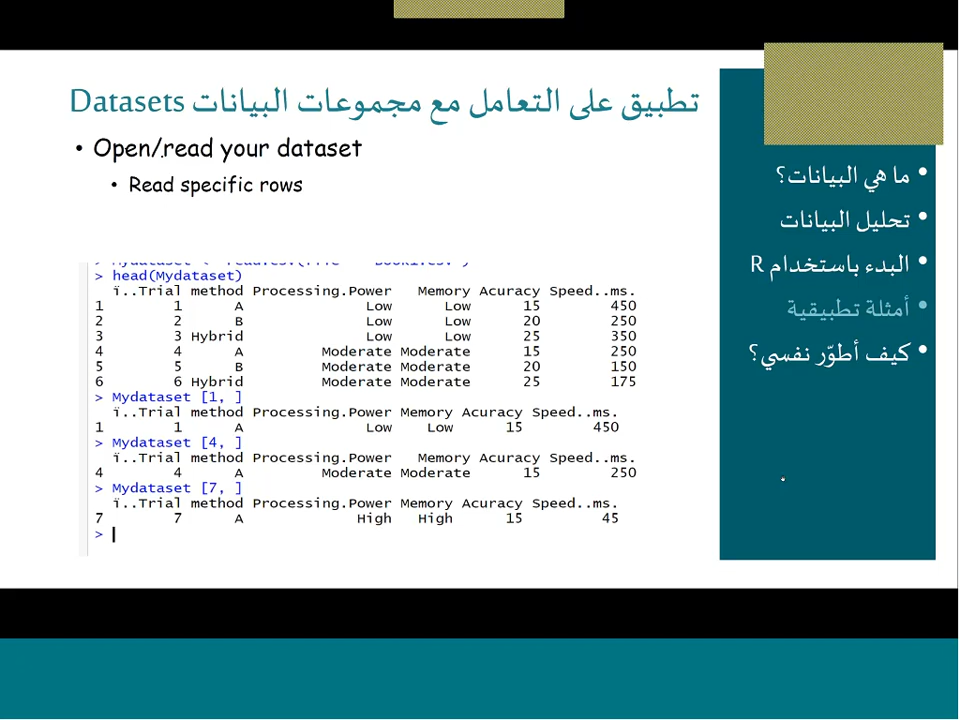 تطبيق على التعامل مع مجموعات البيانات Datasets
• Open/read your dataset
• Read specific rows
> head(Mydataset)
ï..Trial method Processing.Power Memory Acuracy Speed..ms.
1 1 A Low Low 15 450
2 2 B Low Low 20 250
3 3 Hybrid Low Low 25 350
4 4 A Moderate Moderate 15 250
5 5 B Moderate Moderate 20 150
6 6 Hybrid Moderate Moderate 25 175
> Mydataset [1, ]
ï..Trial method Processing.Power Memory Acuracy Speed..ms.
1 1 A Low Low 15 450
> Mydataset [4, ]
ï..Trial method Processing.Power Memory Acuracy Speed..ms.
4 4 A Moderate Moderate 15 250
> Mydataset [7, ]
ï..Trial method Processing.Power Memory Acuracy Speed..ms.
7 7 A High High 15 45
>
• ما هي البيانات؟
• تحليل البيانات
• البدء باستخدام R
• أمثلة تطبيقية
• كيف أطوّر نفسي؟